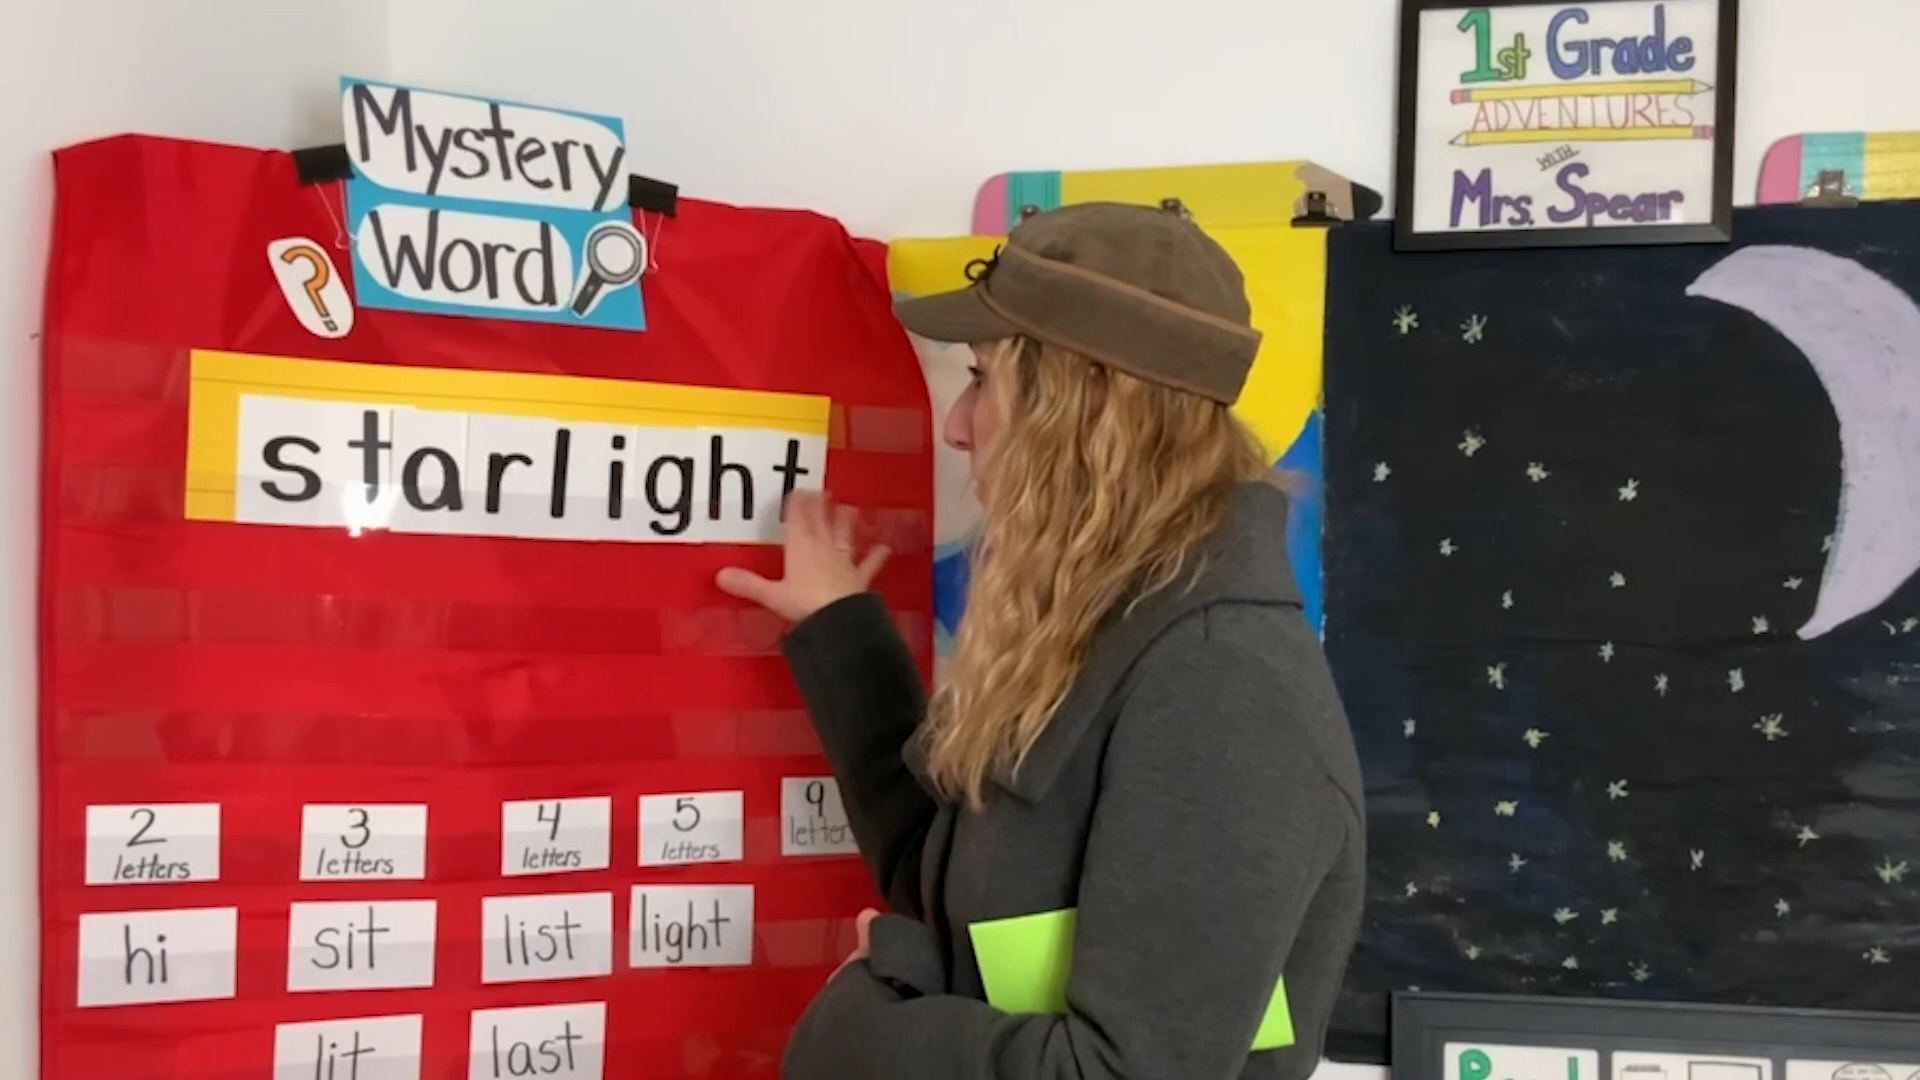 Mystery
Word
?
starlight
2 letters
3 letters
4 letters
5 letters
9 letters
hi
sit
list
light
lit
last
1st Grade
ADVENTURES
WITH
Mrs. Spear